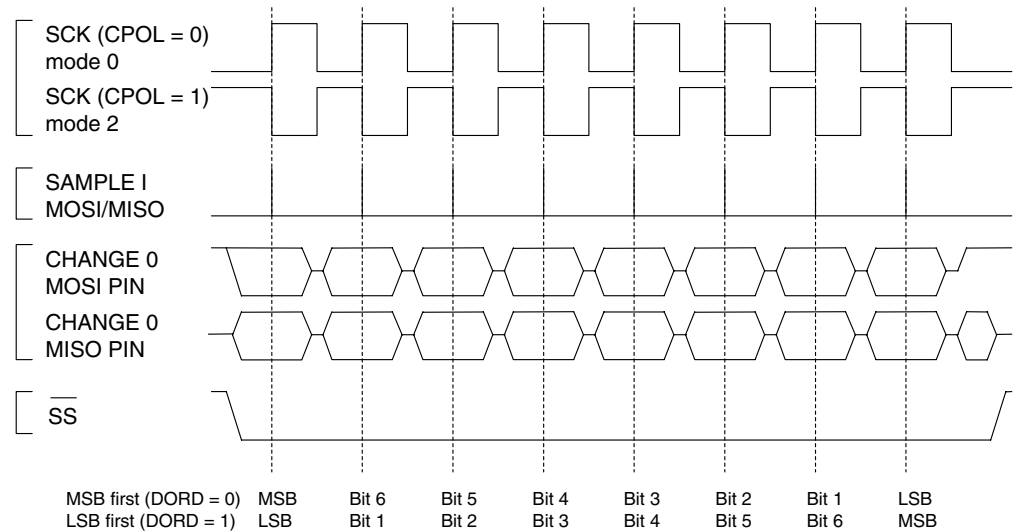 SCK (CPOL = 0)
mode 0
SCK (CPOL = 1)
mode 2
SAMPLE I
MOSI/MISO
CHANGE 0
MOSI PIN
CHANGE 0
MISO PIN
SS
MSB first (DORD = 0) MSB Bit 6 Bit 5 Bit 4 Bit 3 Bit 2 Bit 1 LSB
LSB first (DORD = 1) LSB Bit 1 Bit 2 Bit 3 Bit 4 Bit 5 Bit 6 MSB